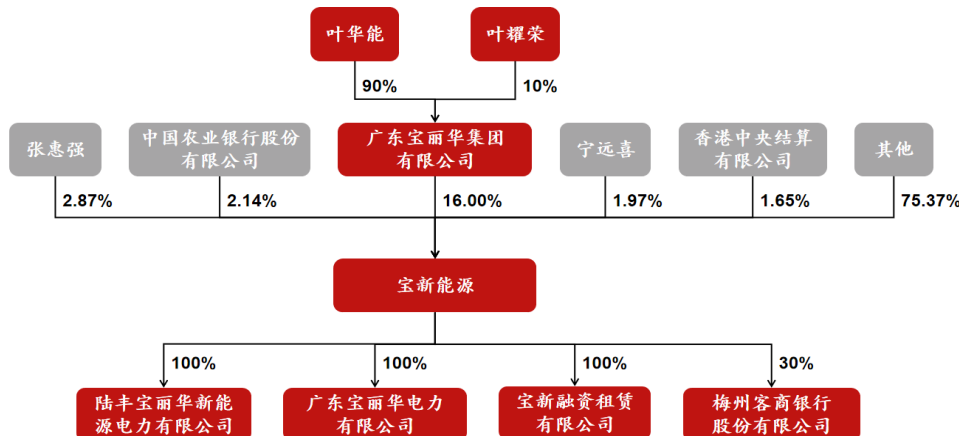 叶华能
叶耀荣
90%
10%
张惠强
中国农业银行股份
有限公司
广东宝丽华集团
有限公司
宁远喜
香港中央结算
有限公司
其他
2.87%
2.14%
16.00%
1.97%
1.65%
75.37%
宝新能源
100%
100%
100%
30%
陆丰宝丽华新能
源电力有限公司
广东宝丽华电力
有限公司
宝新融资租赁
有限公司
梅州客商银行
股份有限公司